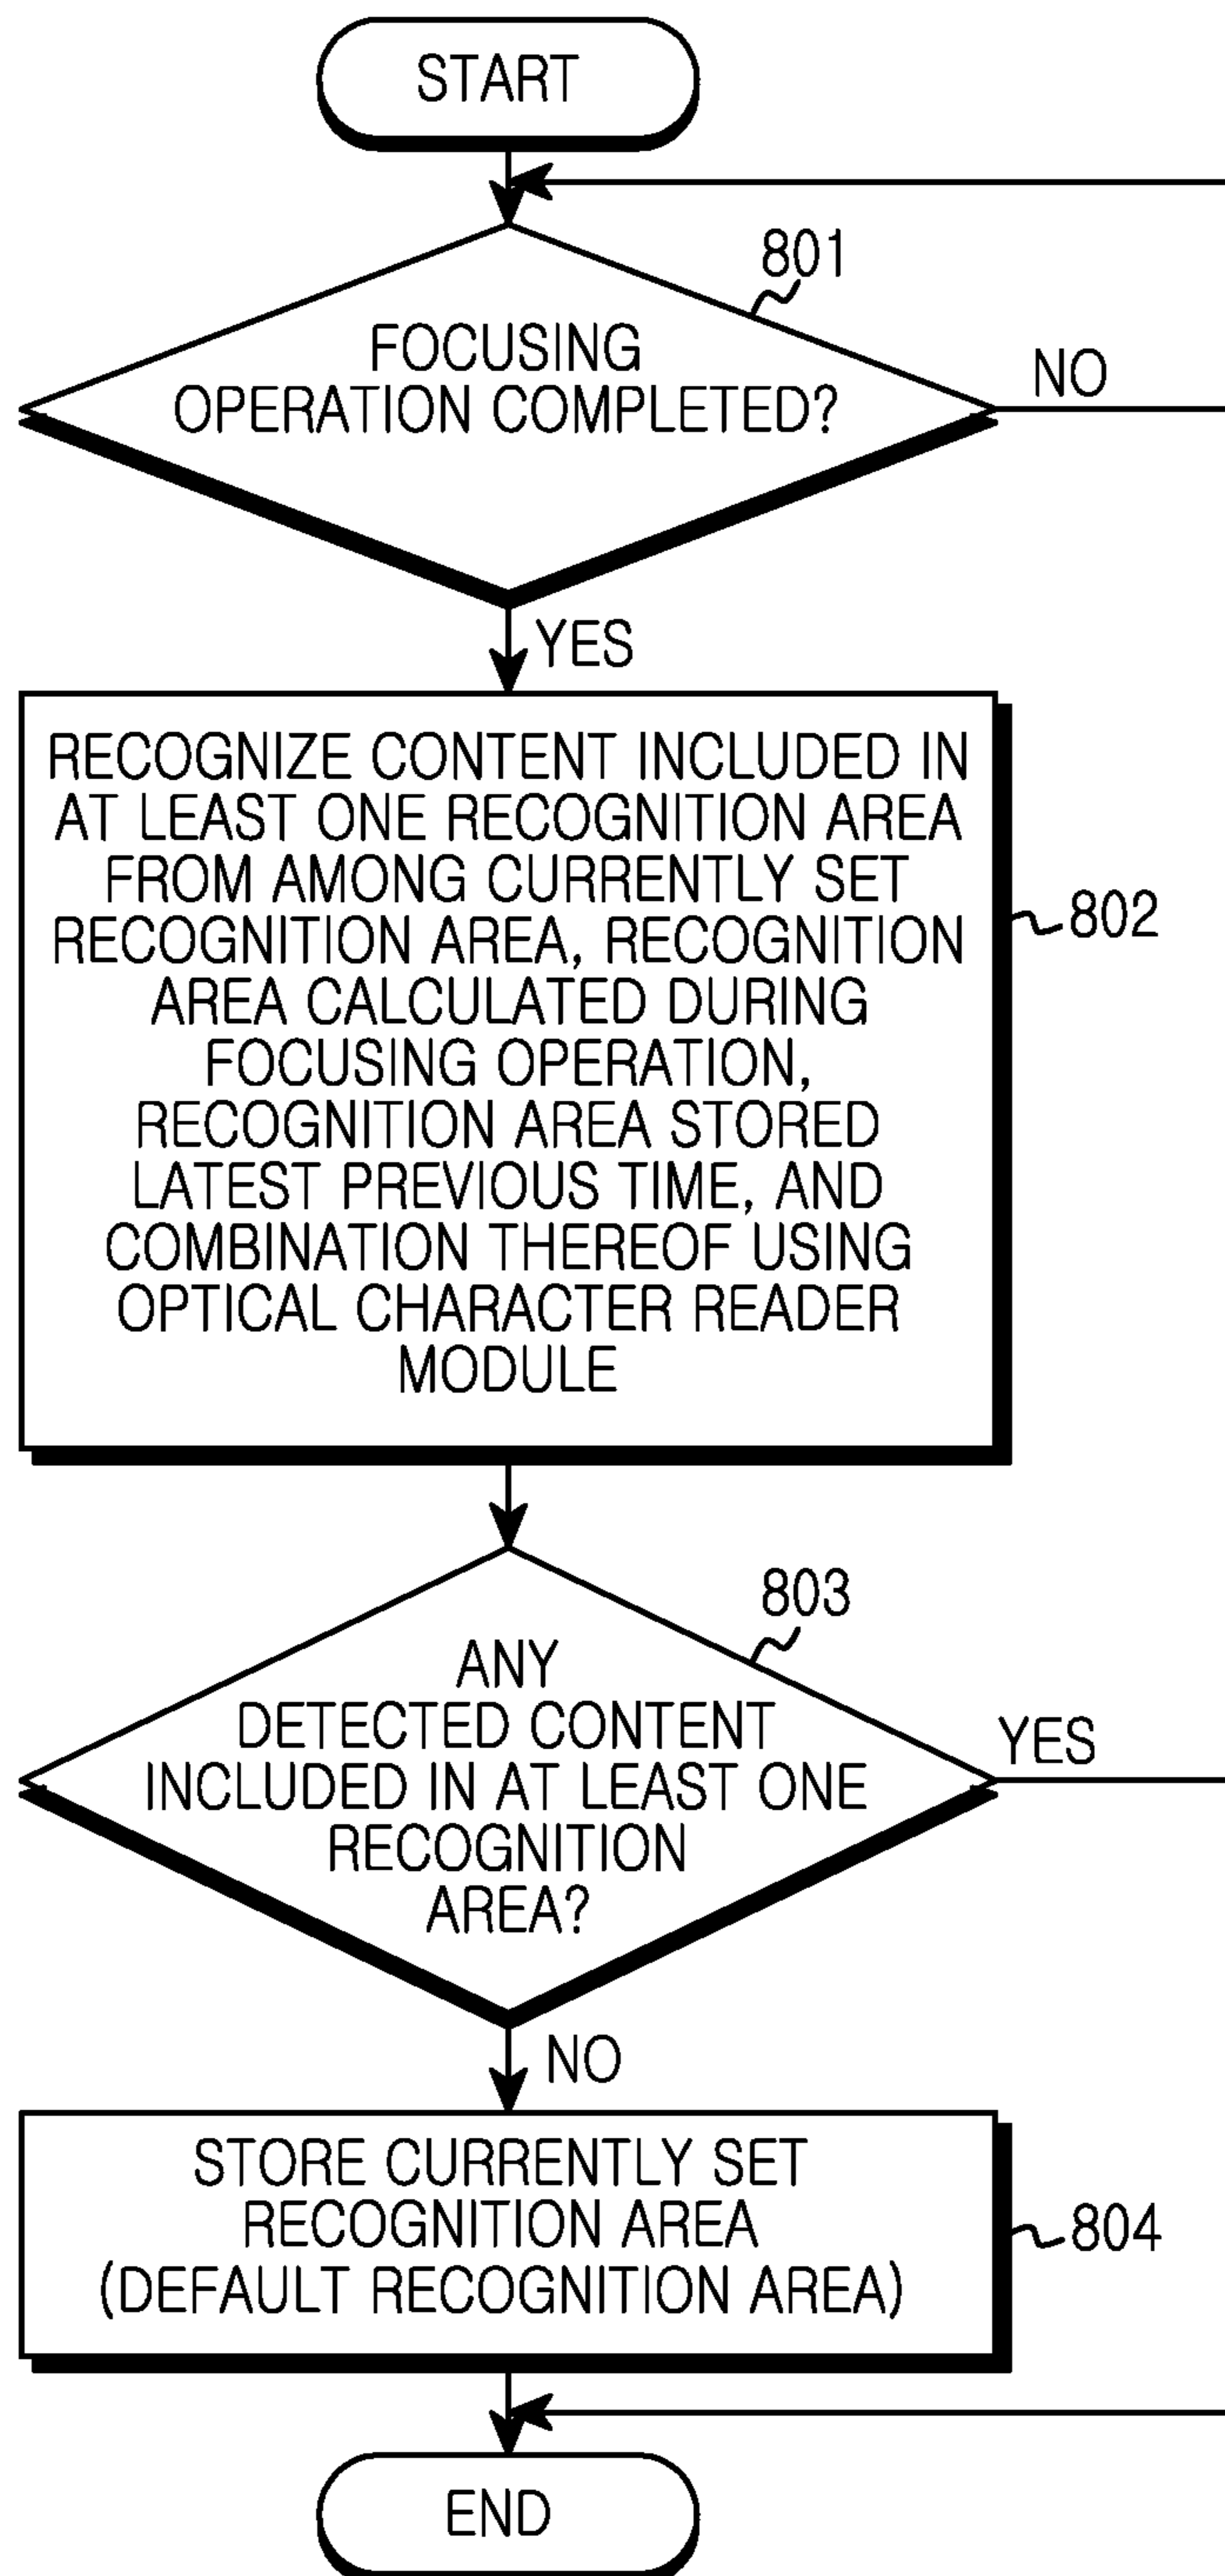 START
801
FOCUSING
OPERATION COMPLETED?
NO
YES
RECOGNIZE CONTENT INCLUDED IN
AT LEAST ONE RECOGNITION AREA
FROM AMONG CURRENTLY SET
RECOGNITION AREA, RECOGNITION
AREA CALCULATED DURING
FOCUSING OPERATION,
RECOGNITION AREA STORED
LATEST PREVIOUS TIME, AND
COMBINATION THEREOF USING
OPTICAL CHARACTER READER
MODULE
802
803
ANY
DETECTED CONTENT
INCLUDED IN AT LEAST ONE
RECOGNITION
AREA?
YES
NO
STORE CURRENTLY SET
RECOGNITION AREA
(DEFAULT RECOGNITION AREA)
804
END